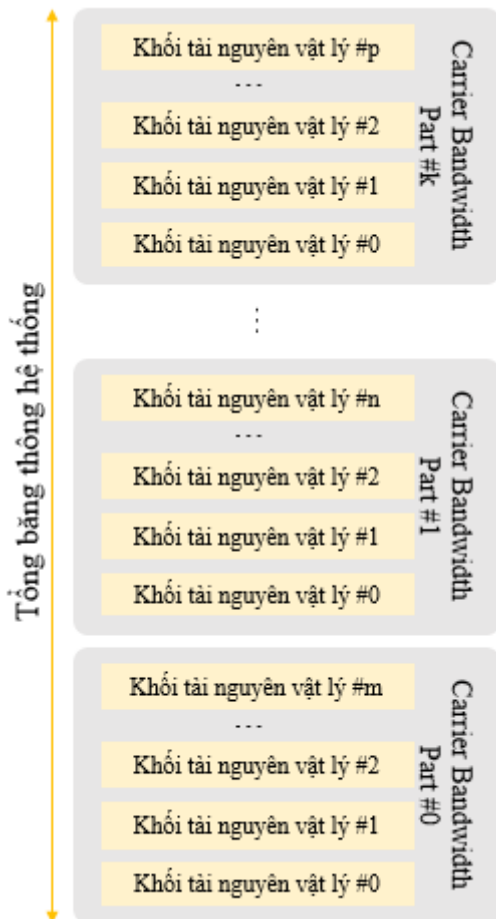 Tổng băng thông hệ thống
Khối tài nguyên vật lý #p
...
Khối tài nguyên vật lý #2
Khối tài nguyên vật lý #1
Khối tài nguyên vật lý #0
Carrier Bandwidth
Part #k
...
Khối tài nguyên vật lý #n
...
Khối tài nguyên vật lý #2
Khối tài nguyên vật lý #1
Khối tài nguyên vật lý #0
Carrier Bandwidth
Part #1
Khối tài nguyên vật lý #m
...
Khối tài nguyên vật lý #2
Khối tài nguyên vật lý #1
Khối tài nguyên vật lý #0
Carrier Bandwidth
Part #0